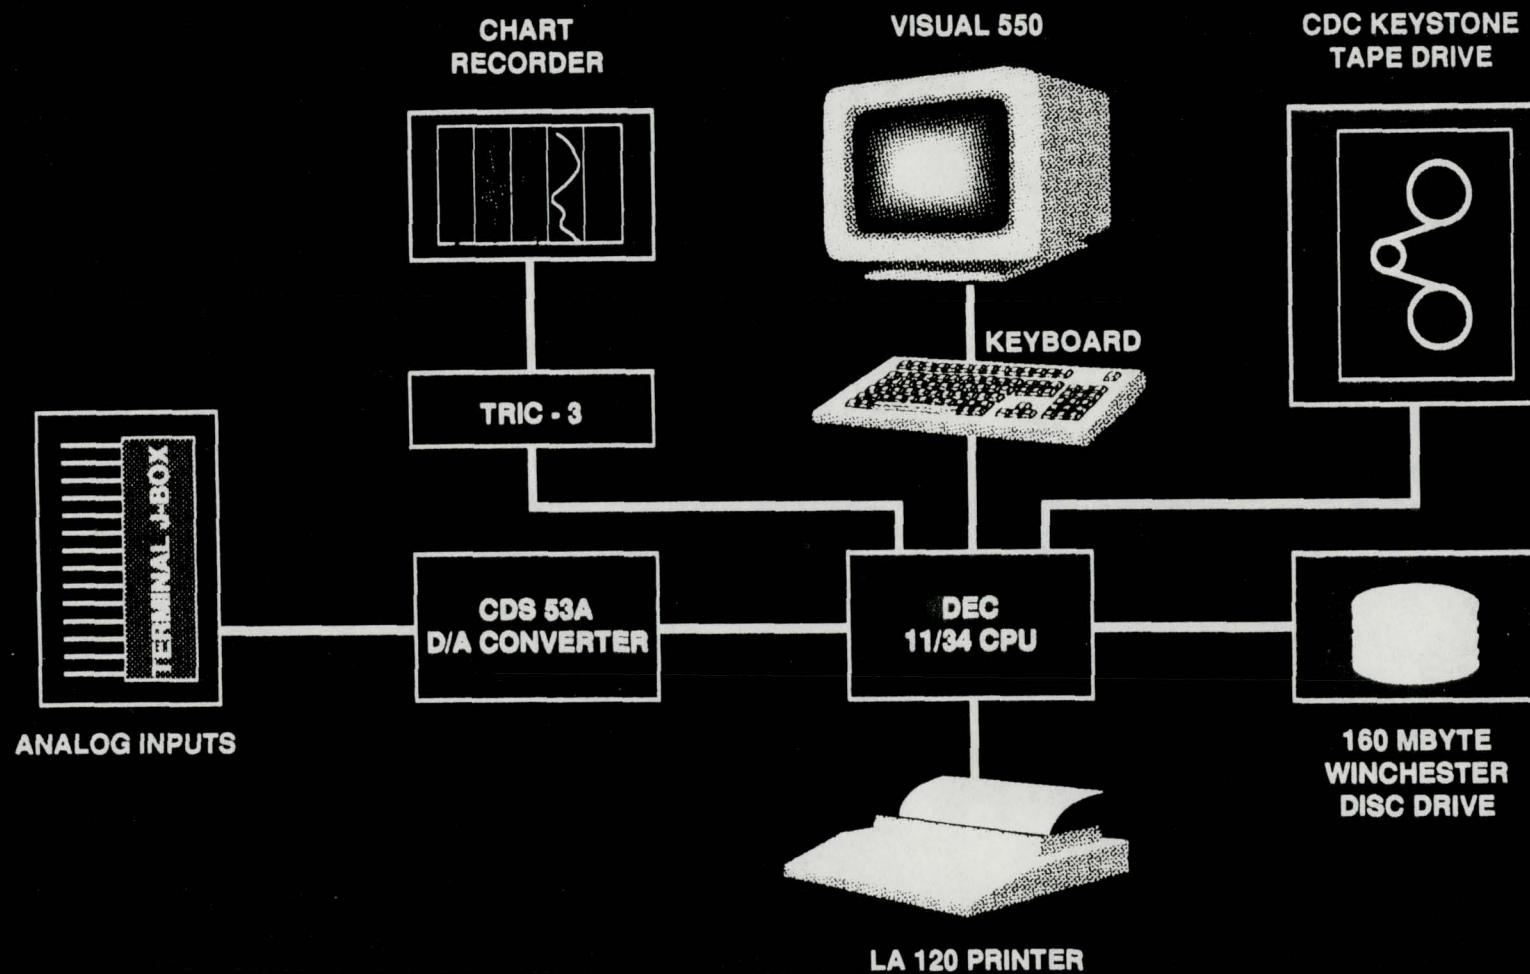 CHART
RECORDER
VISUAL 550
CDC KEYSTONE
TAPE DRIVE
KEYBOARD
TRIC - 3
TERMINAL J-BOX
CDS 53A
D/A CONVERTER
DEC
11/34 CPU
ANALOG INPUTS
160 MBYTE
WINCHESTER
DISC DRIVE
LA 120 PRINTER